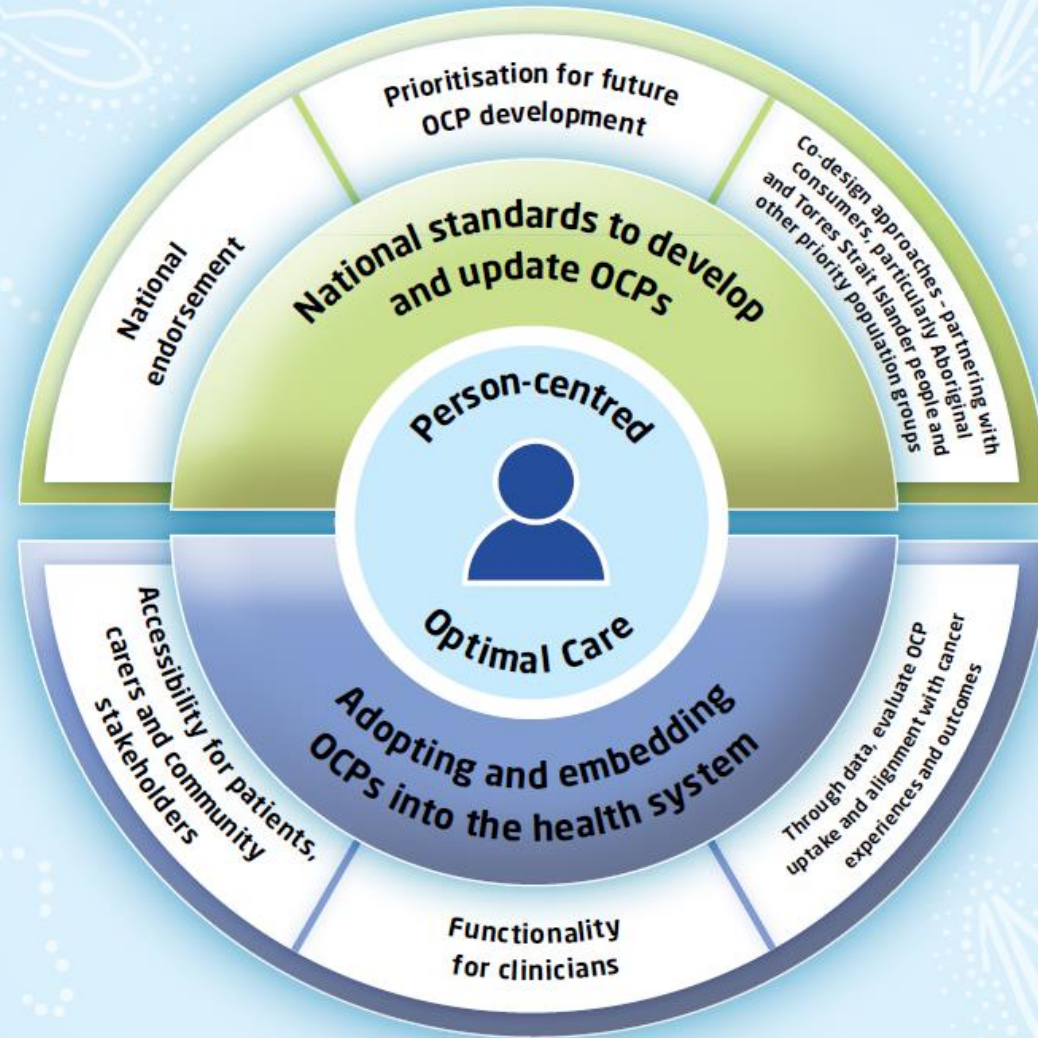 Prioritisation for future
OCP development
National
endorsement
Co-design approaches - partnering with
consumers, particularly Aboriginal
and Torres Strait Islander people and
other priority population groups
National standards to develop
and update OCPs
Person-centred
Optimal Care
Adopting and embedding
OCPs into the health system
Accessibility for patients,
carers and community
stakeholders
Functionality
for clinicians
Through data, evaluate OCP
uptake and alignment with cancer
experiences and outcomes